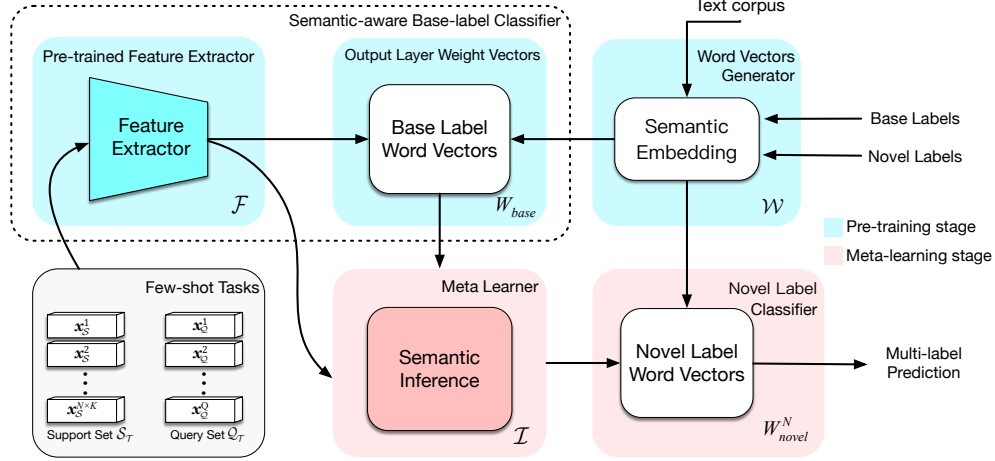 Semantic-aware Base-label Classifier
Text corpus
Pre-trained Feature Extractor
Output Layer Weight Vectors
Word Vectors
Generator
Feature
Extractor
Base Label
Word Vectors
Semantic
Embedding
Base Labels
Novel Labels
ℱ
W_base
𝒲
Pre-training stage
Meta-learning stage
Few-shot Tasks
Meta Learner
Novel Label
Classifier
x_𝒮^1
x_𝒬^1
x_𝒮^2
x_𝒬^2
x_𝒮^{N×K}
x_𝒬^Q
Semantic
Inference
Novel Label
Word Vectors
Multi-label
Prediction
Support Set 𝒮_𝒯
Query Set 𝒬_𝒯
ℐ
W_novel^N